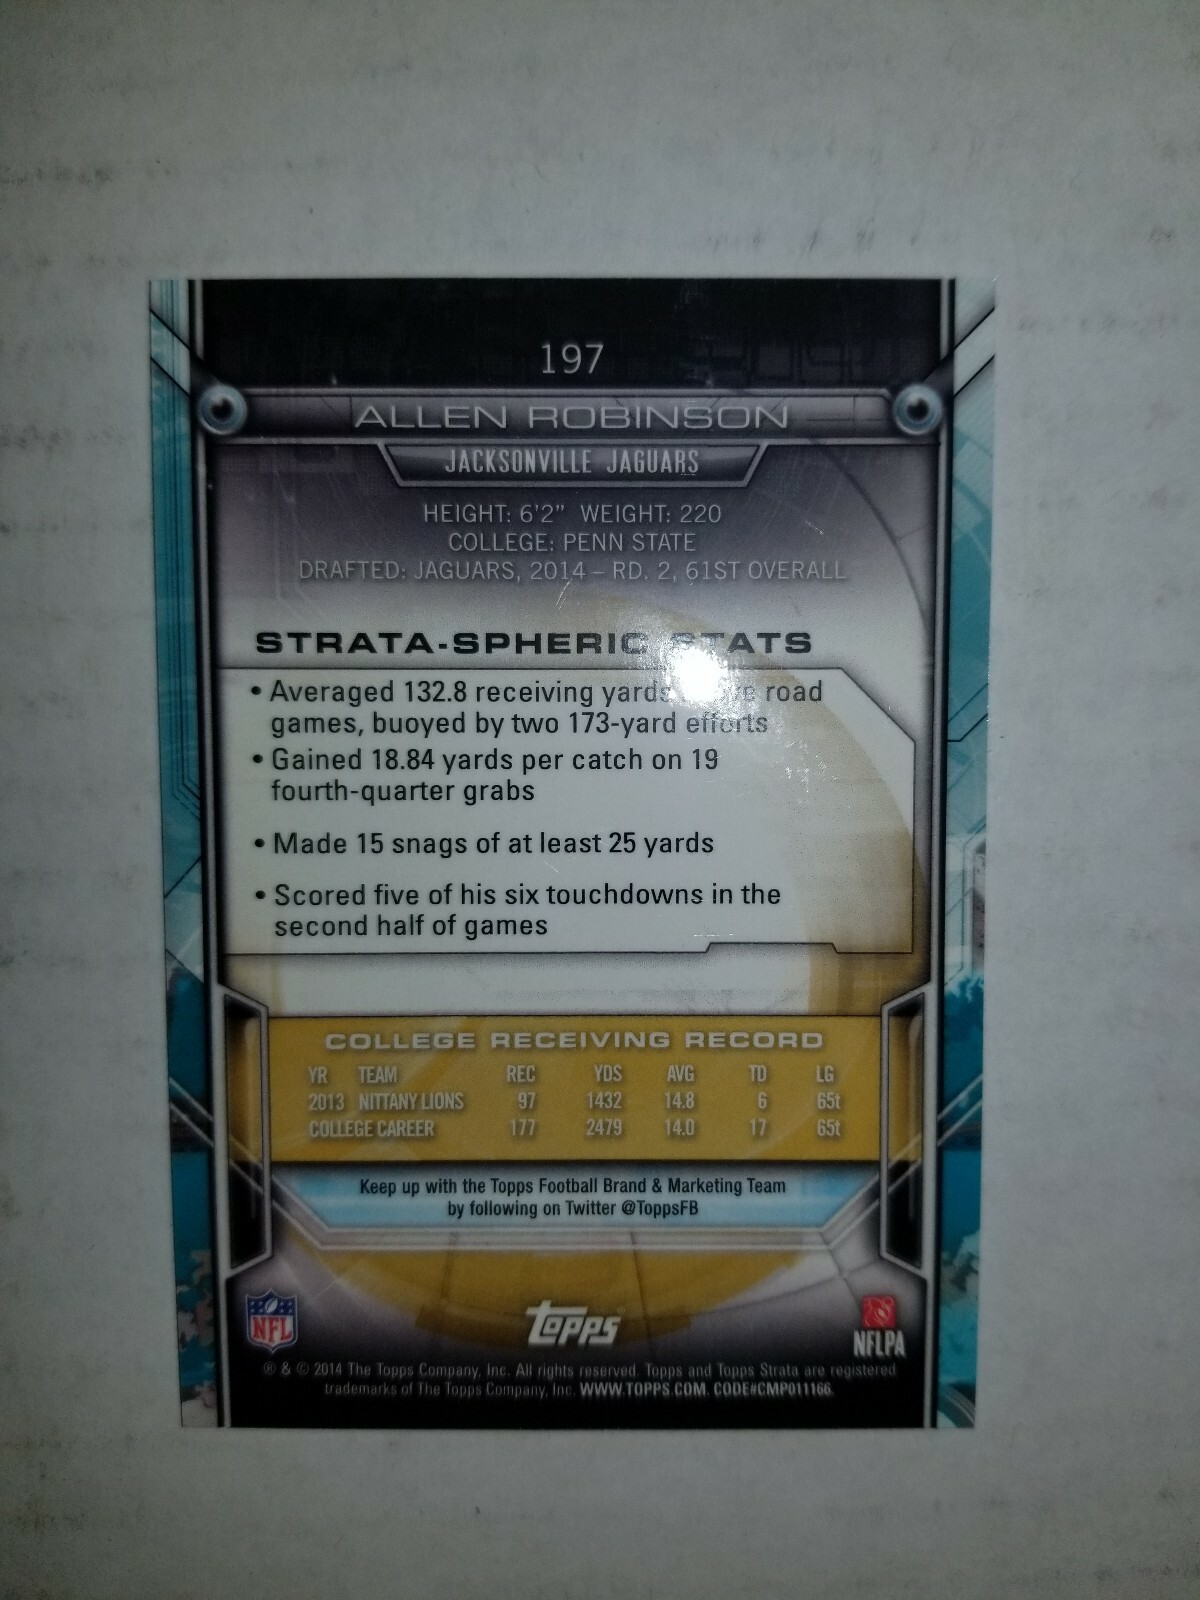 197
ALLEN ROBINSON
JACKSONVILLE JAGUARS
HEIGHT: 6'2" WEIGHT: 220
COLLEGE: PENN STATE
DRAFTED: JAGUARS, 2014 – RD. 2, 61ST OVERALL
STRATA-SPHERIC STATS
• Averaged 132.8 receiving yards road
games, buoyed by two 173-yard efforts
• Gained 18.84 yards per catch on 19
fourth-quarter grabs
• Made 15 snags of at least 25 yards
• Scored five of his six touchdowns in the
second half of games
COLLEGE RECEIVING RECORD
YR TEAM REC YDS AVG TD LG
2013 NITTANY LIONS 97 1432 14.8 6 65t
COLLEGE CAREER 177 2479 14.0 17 65t
Keep up with the Topps Football Brand & Marketing Team
by following on Twitter @ToppsFB
NFL
Topps
NFLPA
® & © 2014 The Topps Company, Inc. All rights reserved. Topps and Topps Strata are registered
trademarks of The Topps Company, Inc. WWW.TOPPS.COM. CODE#CMP011166.